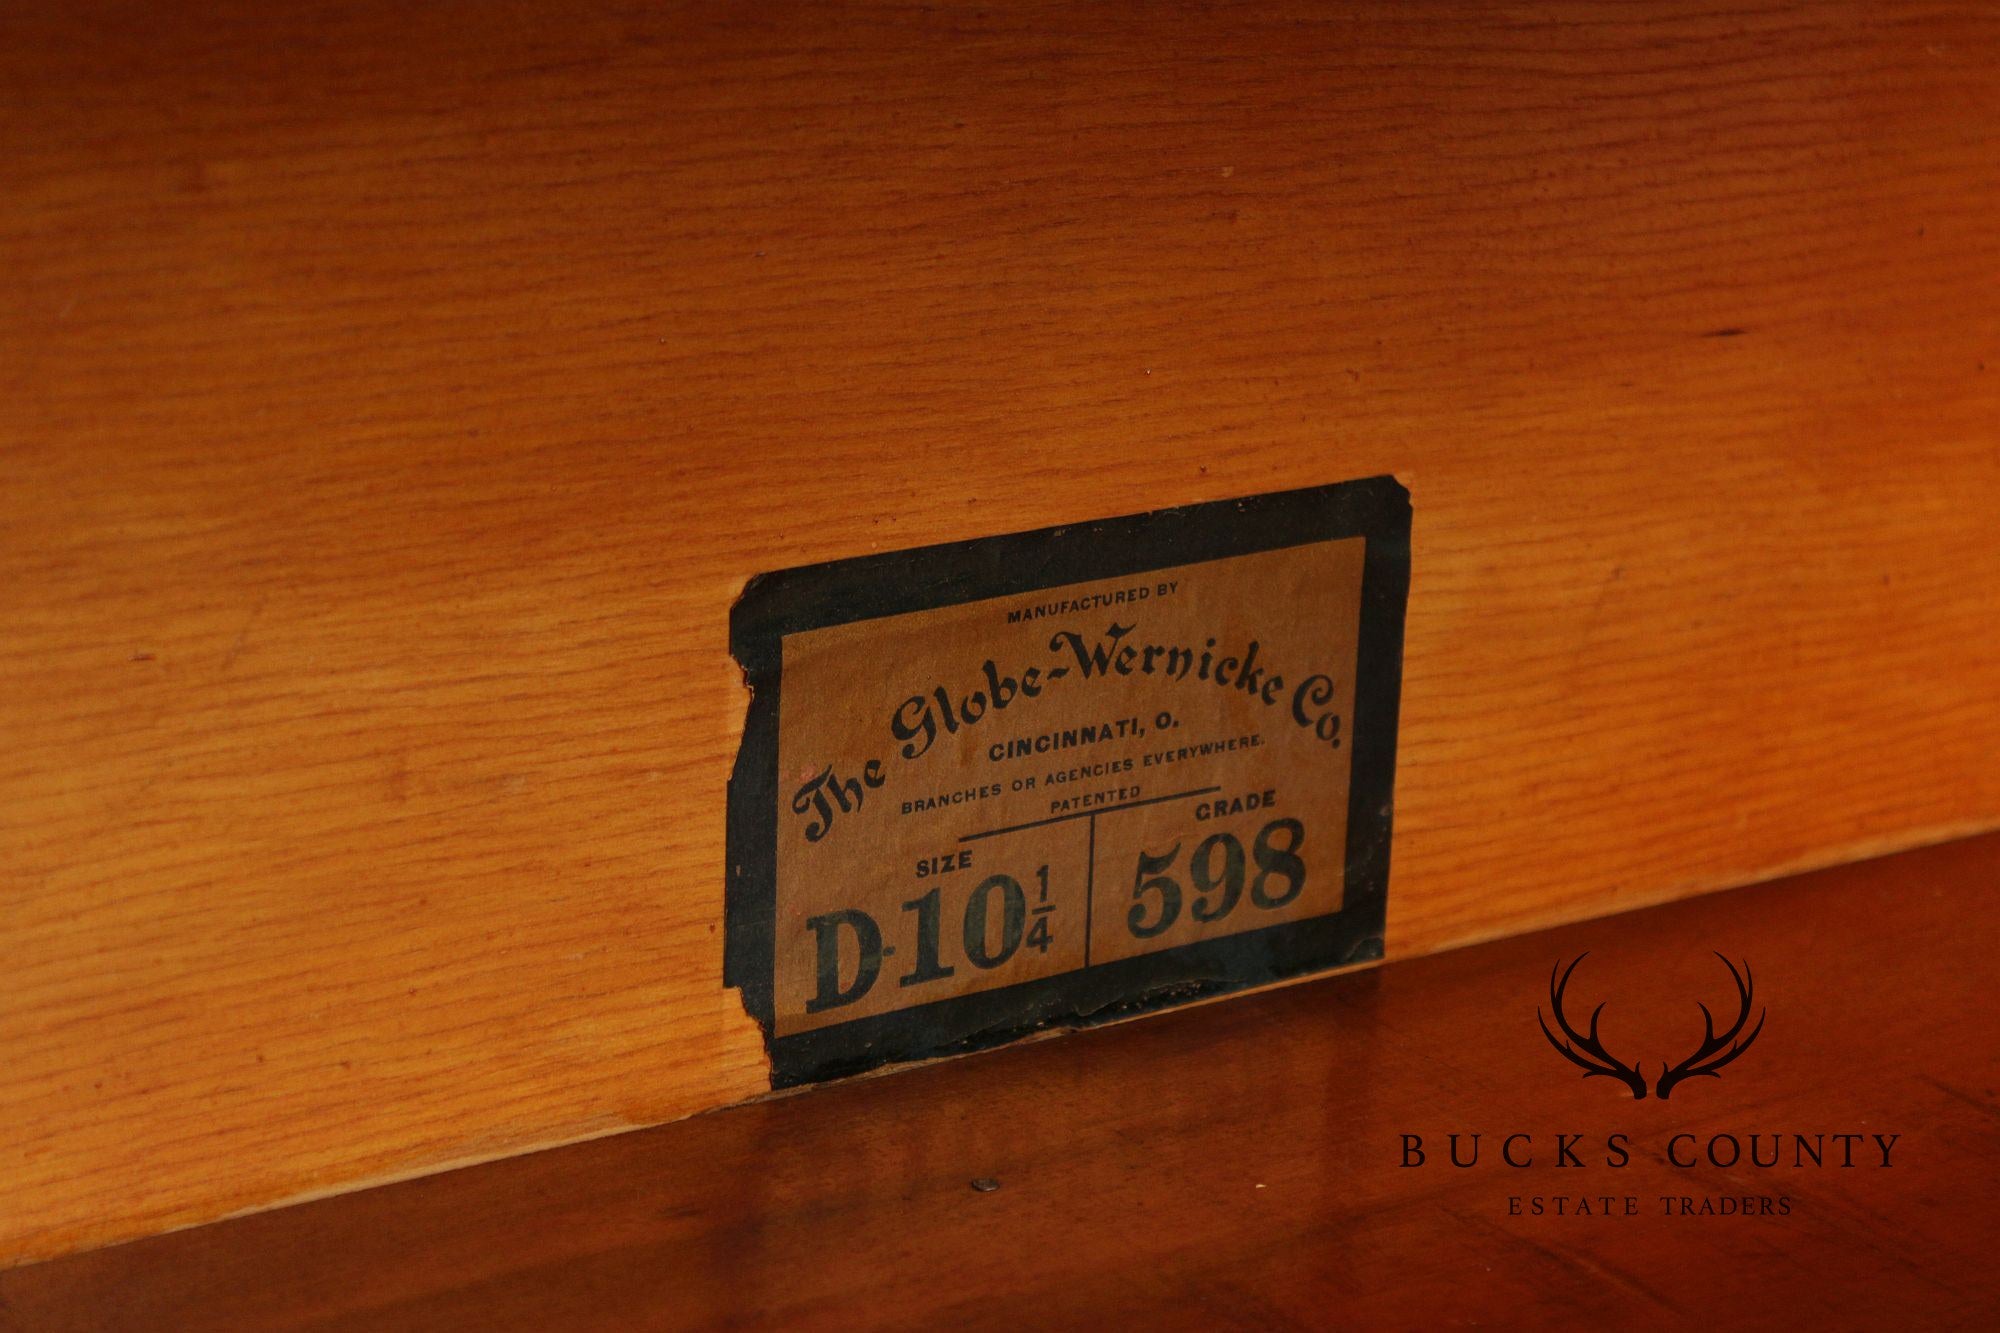 MANUFACTURED BY
The Globe-Wernicke Co.
CINCINNATI, O.
BRANCHES OR AGENCIES EVERYWHERE.
PATENTED
SIZE GRADE
D-10 1/4 598
BUCKS COUNTY
ESTATE TRADERS